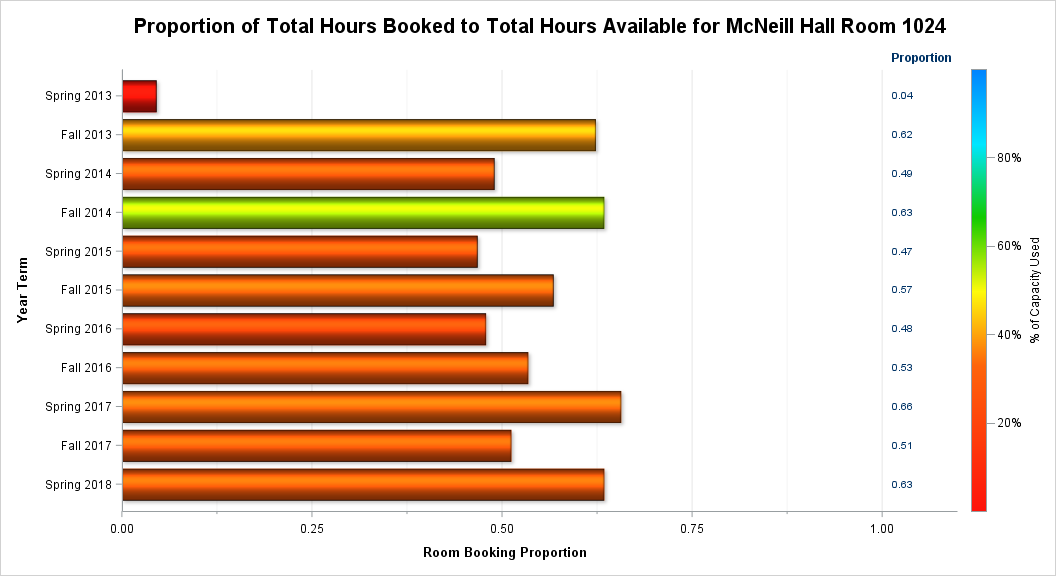 Proportion of Total Hours Booked to Total Hours Available for McNeill Hall Room 1024
Proportion
Spring 2013 0.04
Fall 2013 0.62
Spring 2014 0.49
Fall 2014 0.63
Spring 2015 0.47
Fall 2015 0.57
Spring 2016 0.48
Fall 2016 0.53
Spring 2017 0.66
Fall 2017 0.51
Spring 2018 0.63
Year Term
0.00 0.25 0.50 0.75 1.00
Room Booking Proportion
80%
60%
40%
20%
% of Capacity Used